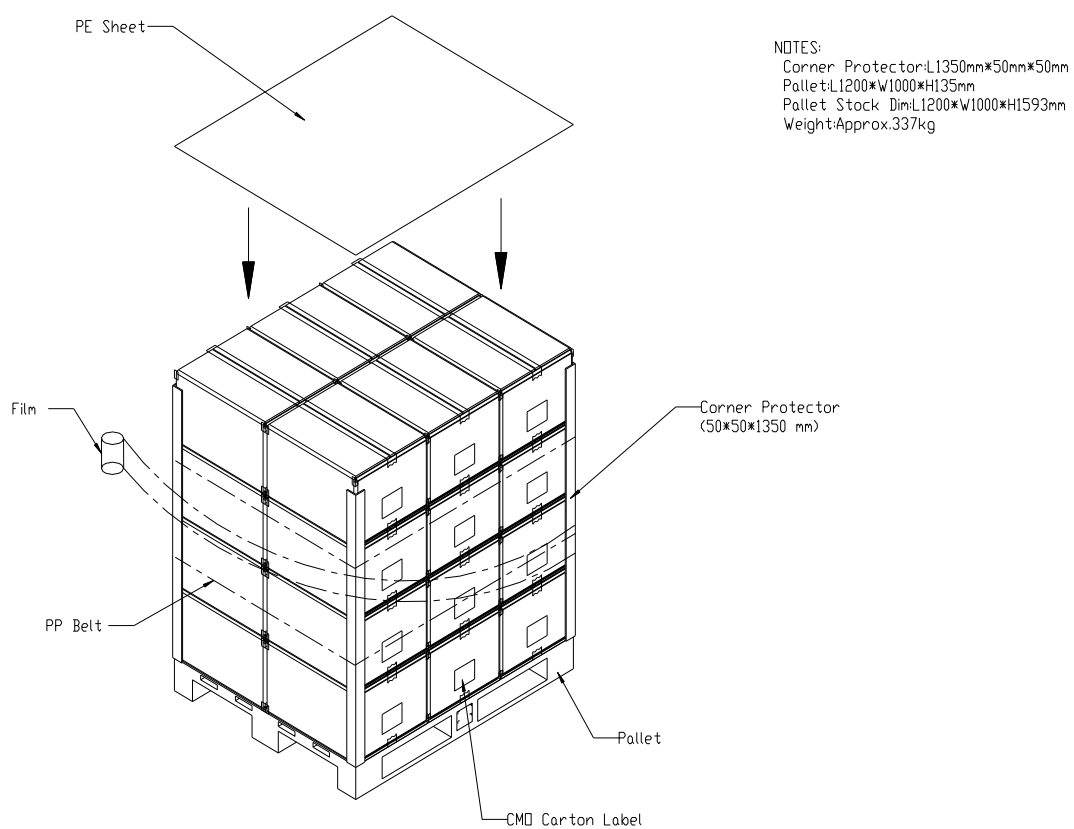 PE Sheet
NOTES:
Corner Protector:L1350mm*50mm*50mm
Pallet:L1200*W1000*H135mm
Pallet Stock Dim:L1200*W1000*H1593mm
Weight:Approx.337kg
Film
Corner Protector
(50*50*1350 mm)
PP Belt
Pallet
CMO Carton Label